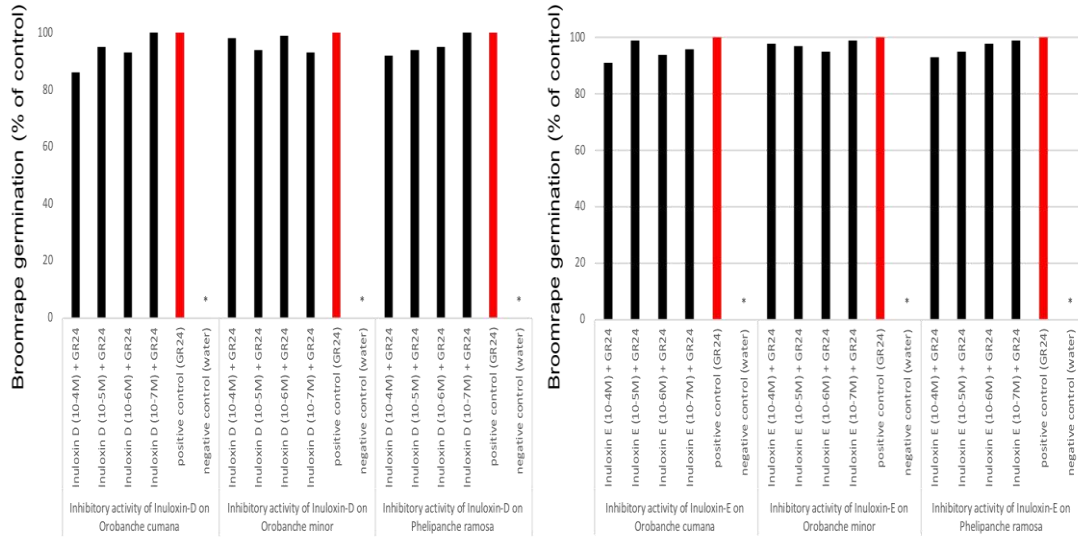 Broomrape germination (% of control)
100
80
60
40
20
0
*
*
*
Inuloxin D (10-4M) + GR24
Inuloxin D (10-5M) + GR24
Inuloxin D (10-6M) + GR24
Inuloxin D (10-7M) + GR24
positive control (GR24)
negative control (water)
Inuloxin D (10-4M) + GR24
Inuloxin D (10-5M) + GR24
Inuloxin D (10-6M) + GR24
Inuloxin D (10-7M) + GR24
positive control (GR24)
negative control (water)
Inuloxin D (10-4M) + GR24
Inuloxin D (10-5M) + GR24
Inuloxin D (10-6M) + GR24
Inuloxin D (10-7M) + GR24
positive control (GR24)
negative control (water)
Inhibitory activity of Inuloxin-D on
Orobanche cumana
Inhibitory activity of Inuloxin-D on
Orobanche minor
Inhibitory activity of Inuloxin-D on
Phelipanche ramosa
Broomrape germination (% of control)
100
80
60
40
20
0
*
*
*
Inuloxin E (10-4M) + GR24
Inuloxin E (10-5M) + GR24
Inuloxin E (10-6M) + GR24
Inuloxin E (10-7M) + GR24
positive control (GR24)
negative control (water)
Inuloxin E (10-4M) + GR24
Inuloxin E (10-5M) + GR24
Inuloxin E (10-6M) + GR24
Inuloxin E (10-7M) + GR24
positive control (GR24)
negative control (water)
Inuloxin E (10-4M) + GR24
Inuloxin E (10-5M) + GR24
Inuloxin E (10-6M) + GR24
Inuloxin E (10-7M) + GR24
positive control (GR24)
negative control (water)
Inhibitory activity of Inuloxin-E on
Orobanche cumana
Inhibitory activity of Inuloxin-E on
Orobanche minor
Inhibitory activity of Inuloxin-E on
Phelipanche ramosa